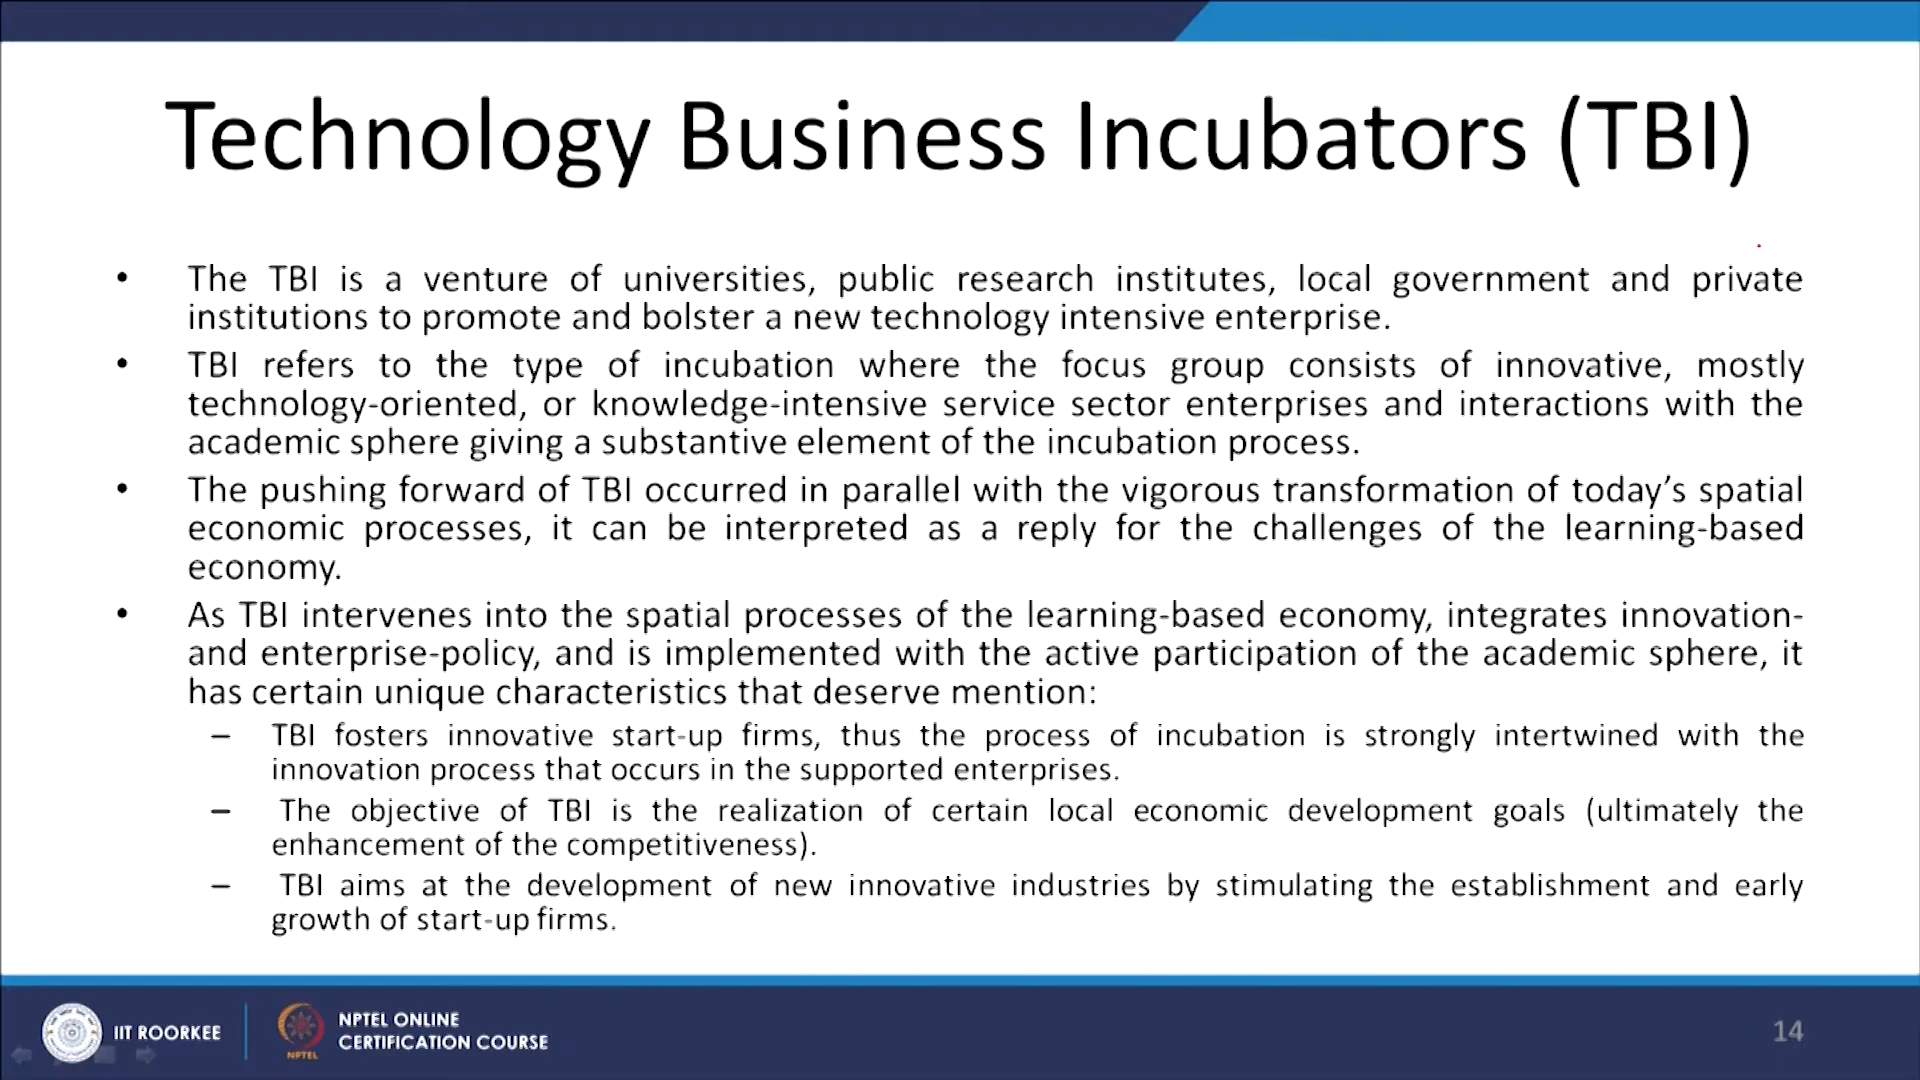 Technology Business Incubators (TBI)
• The TBI is a venture of universities, public research institutes, local government and private
institutions to promote and bolster a new technology intensive enterprise.
• TBI refers to the type of incubation where the focus group consists of innovative, mostly
technology-oriented, or knowledge-intensive service sector enterprises and interactions with the
academic sphere giving a substantive element of the incubation process.
• The pushing forward of TBI occurred in parallel with the vigorous transformation of today’s spatial
economic processes, it can be interpreted as a reply for the challenges of the learning-based
economy.
• As TBI intervenes into the spatial processes of the learning-based economy, integrates innovation-
and enterprise-policy, and is implemented with the active participation of the academic sphere, it
has certain unique characteristics that deserve mention:
– TBI fosters innovative start-up firms, thus the process of incubation is strongly intertwined with the
innovation process that occurs in the supported enterprises.
– The objective of TBI is the realization of certain local economic development goals (ultimately the
enhancement of the competitiveness).
– TBI aims at the development of new innovative industries by stimulating the establishment and early
growth of start-up firms.
IIT ROORKEE
NPTEL
NPTEL ONLINE
CERTIFICATION COURSE
14